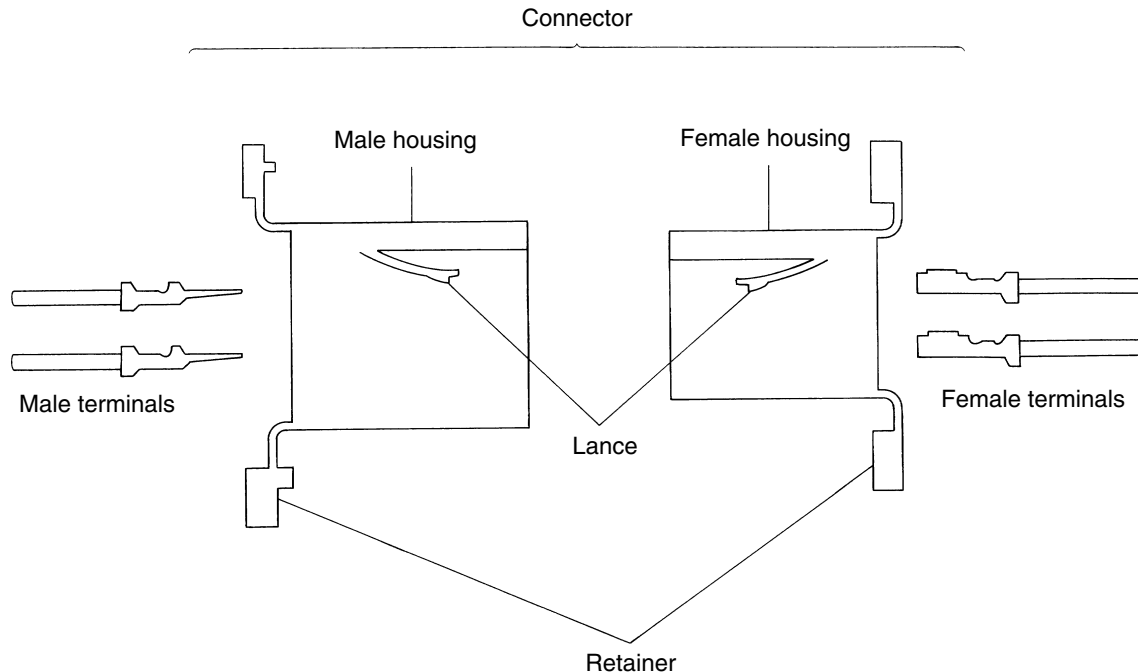 Connector
Male housing
Female housing
Male terminals
Female terminals
Lance
Retainer